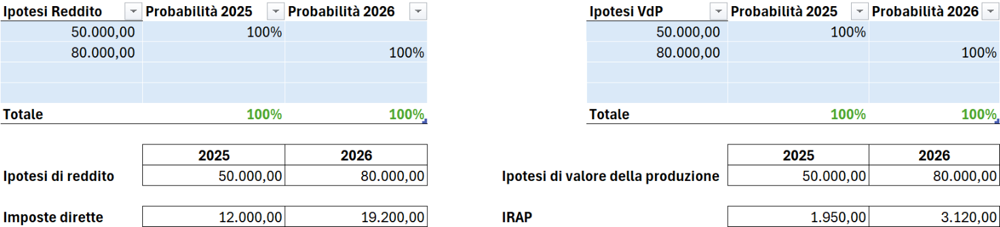 Ipotesi Reddito Probabilità 2025 Probabilità 2026 Ipotesi VdP Probabilità 2025 Probabilità 2026
50.000,00 100% 50.000,00 100%
80.000,00 100% 80.000,00 100%
Totale 100% 100% Totale 100% 100%
2025 2026 2025 2026
Ipotesi di reddito 50.000,00 80.000,00 Ipotesi di valore della produzione 50.000,00 80.000,00
Imposte dirette 12.000,00 19.200,00 IRAP 1.950,00 3.120,00